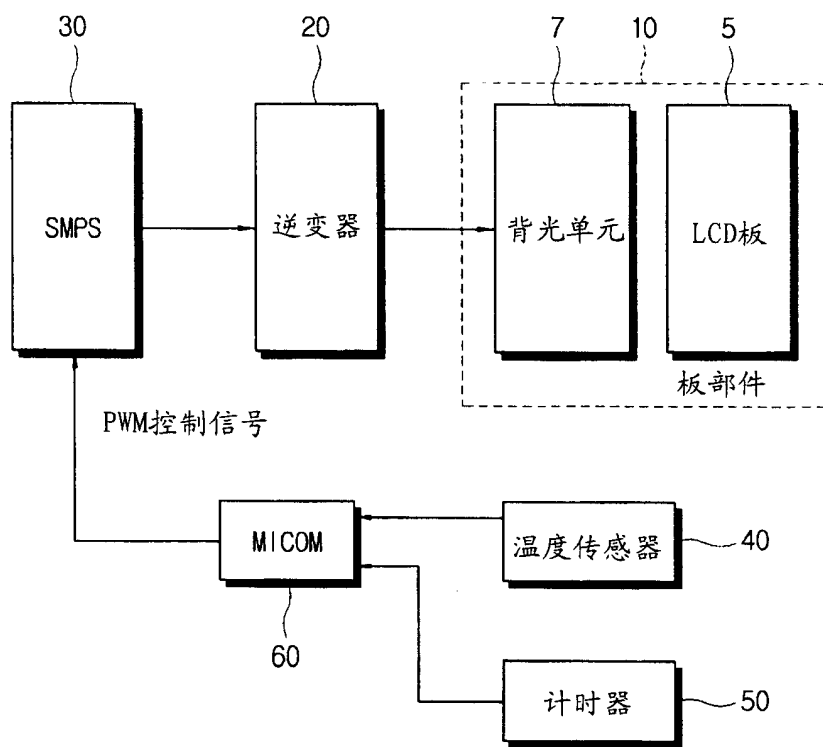 30
20
7
10
5
SMPS
逆变器
背光单元
LCD板
板部件
PWM控制信号
MICOM
温度传感器
40
60
计时器
50